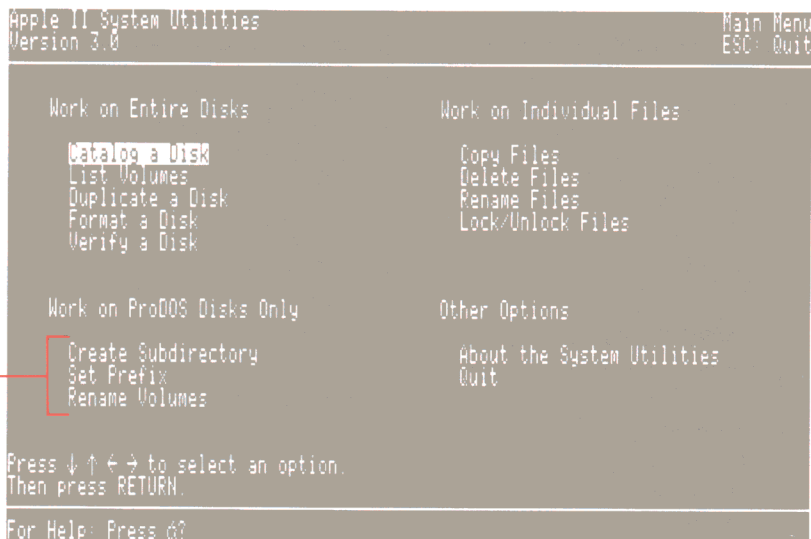 Apple II System Utilities
Main Menu
Version 3.0
ESC: Quit
Work on Entire Disks
Catalog a Disk
List Volumes
Duplicate a Disk
Format a Disk
Verify a Disk
Work on Individual Files
Copy Files
Delete Files
Rename Files
Lock/Unlock Files
Work on ProDOS Disks Only
Create Subdirectory
Set Prefix
Rename Volumes
Other Options
About the System Utilities
Quit
Press ↓ ↑ ← → to select an option.
Then press RETURN.
For Help: Press ?